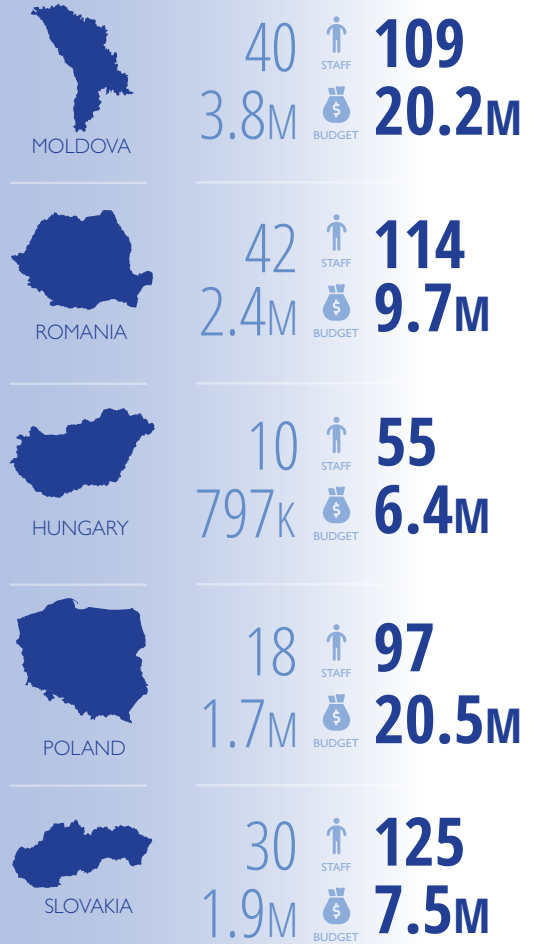 40 STAFF 109
3.8M BUDGET 20.2M
MOLDOVA
42 STAFF 114
2.4M BUDGET 9.7M
ROMANIA
10 STAFF 55
797K BUDGET 6.4M
HUNGARY
18 STAFF 97
1.7M BUDGET 20.5M
POLAND
30 STAFF 125
1.9M BUDGET 7.5M
SLOVAKIA